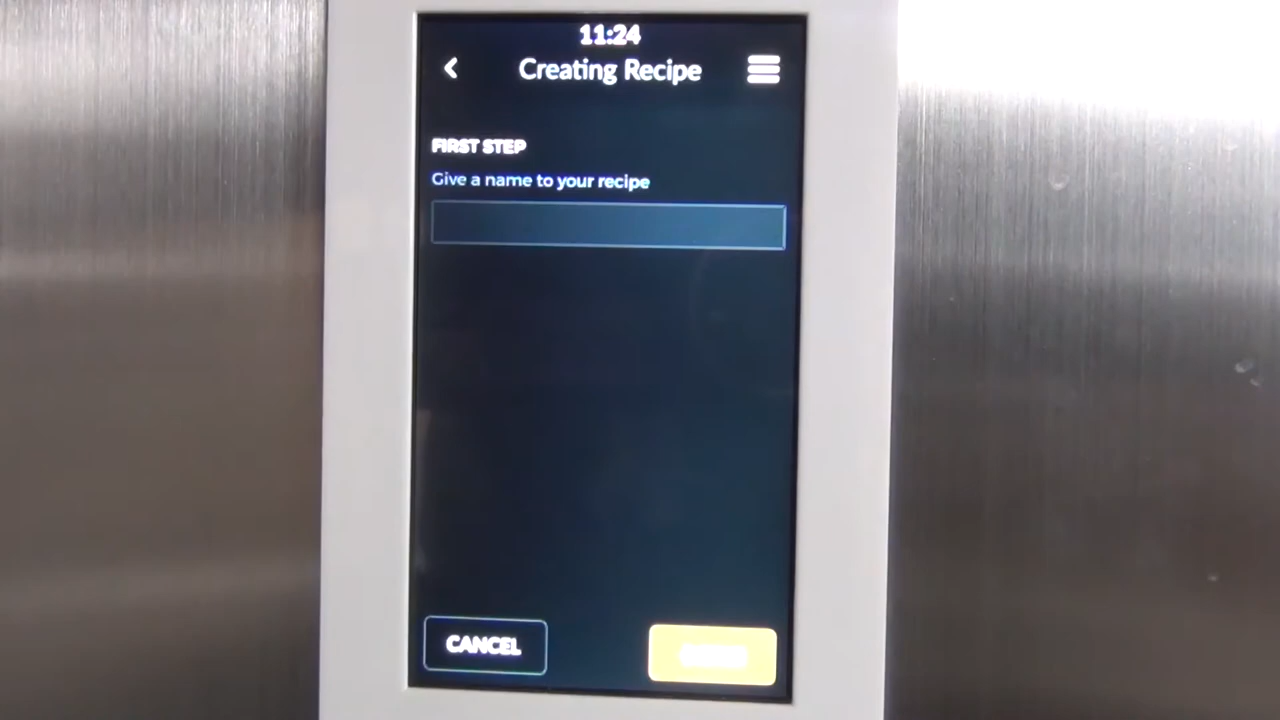 11:24
Creating Recipe
FIRST STEP
Give a name to your recipe
CANCEL